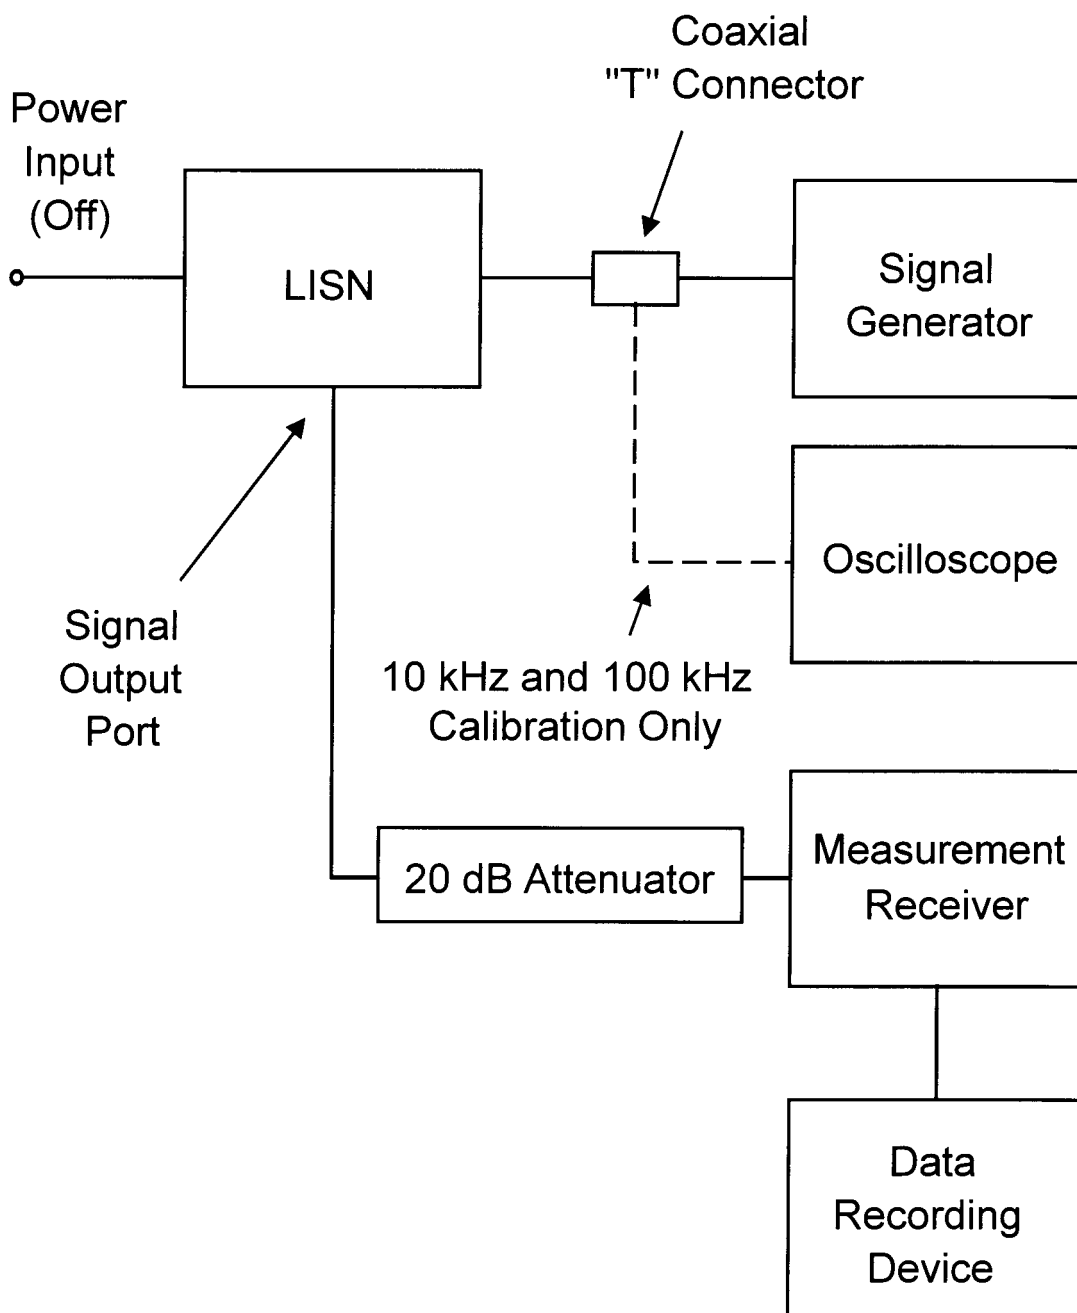 Coaxial
"T" Connector
Power
Input
(Off)
LISN
Signal
Generator
Oscilloscope
Signal
Output
Port
10 kHz and 100 kHz
Calibration Only
20 dB Attenuator
Measurement
Receiver
Data
Recording
Device